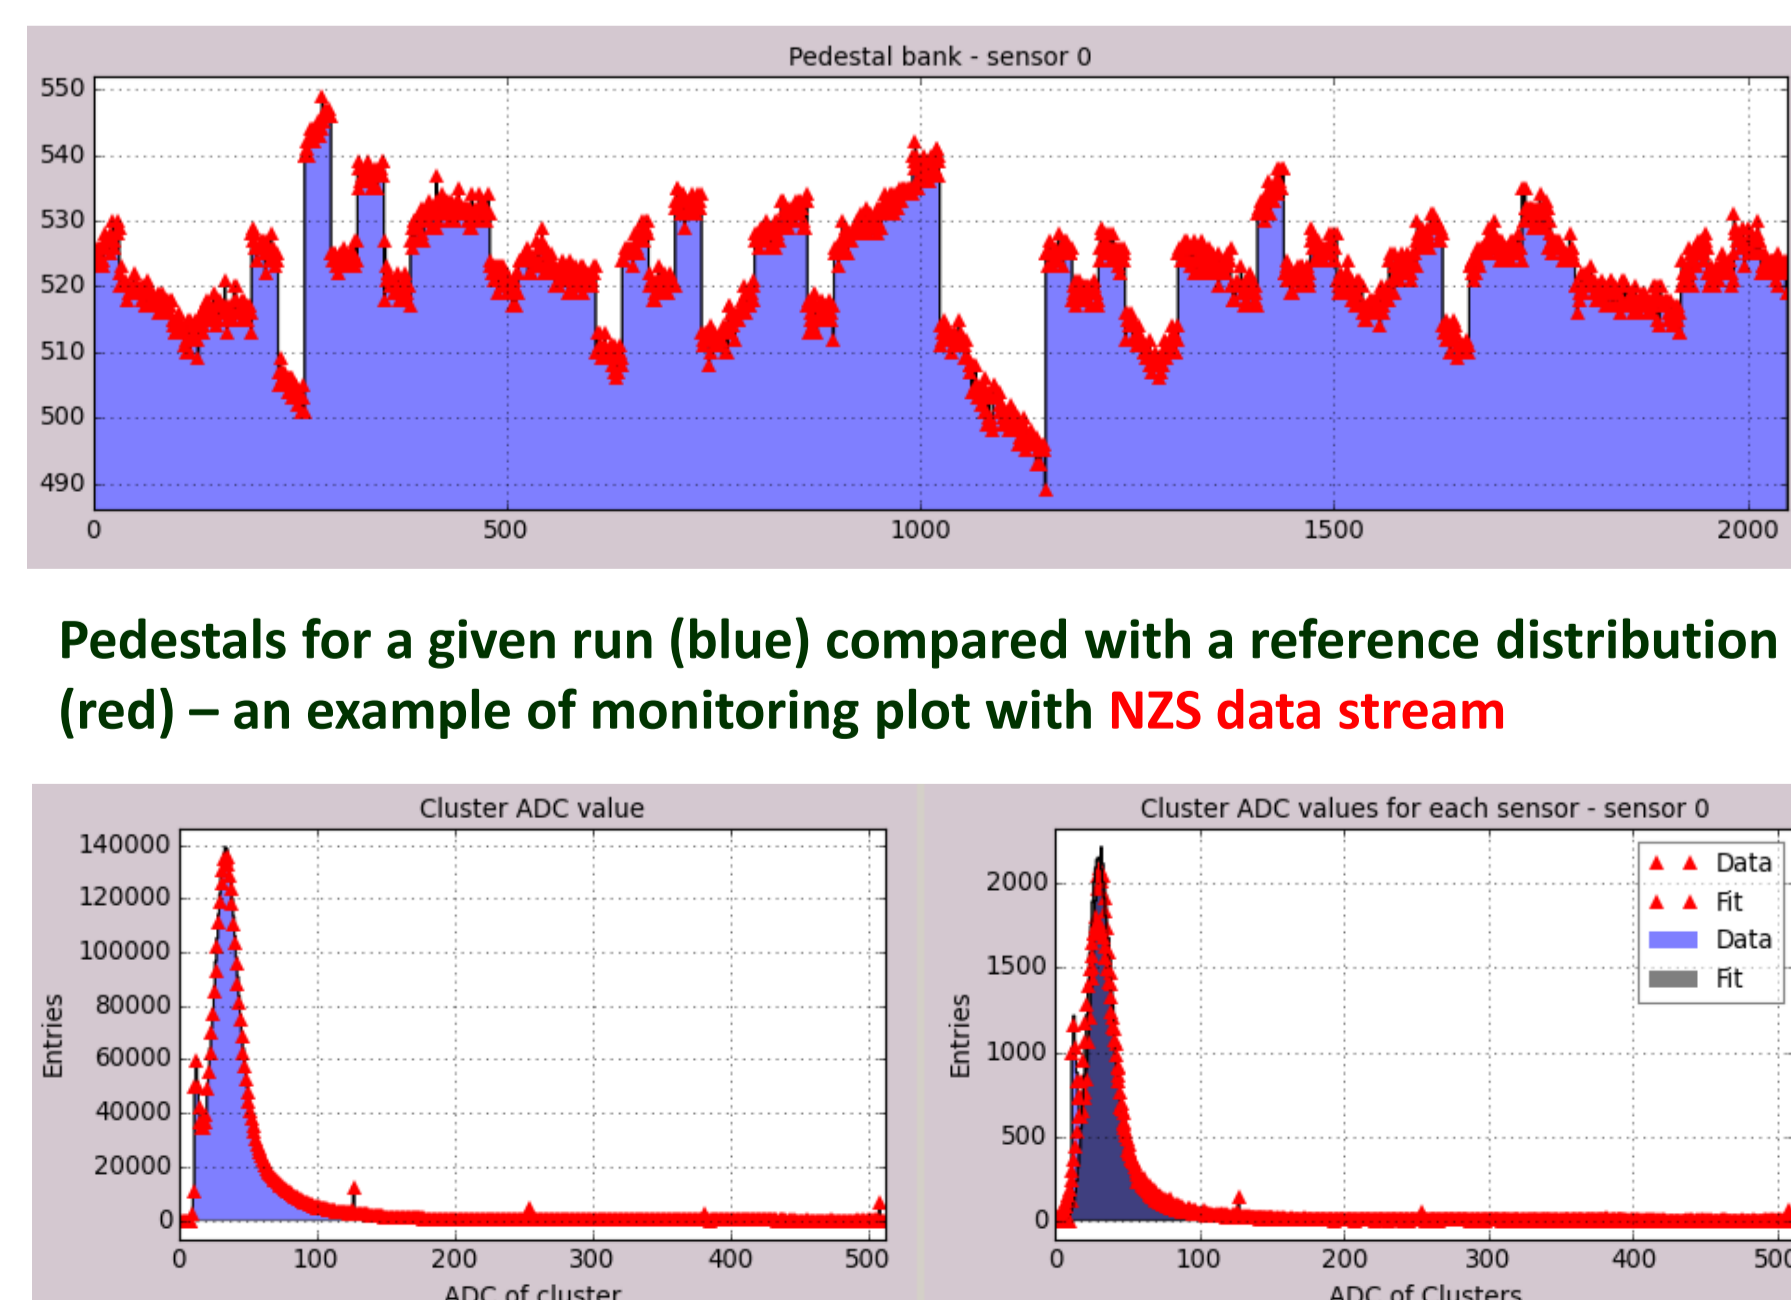 Pedestal bank - sensor 0
550
540
530
520
510
500
490
0 500 1000 1500 2000
Pedestals for a given run (blue) compared with a reference distribution
(red) – an example of monitoring plot with NZS data stream
Cluster ADC value
140000
120000
100000
80000
60000
40000
20000
0
Entries
0 100 200 300 400 500
ADC of cluster
Cluster ADC values for each sensor - sensor 0
2000
1500
1000
500
0
Entries
Data
Fit
Data
Fit
0 100 200 300 400 500
ADC of Clusters